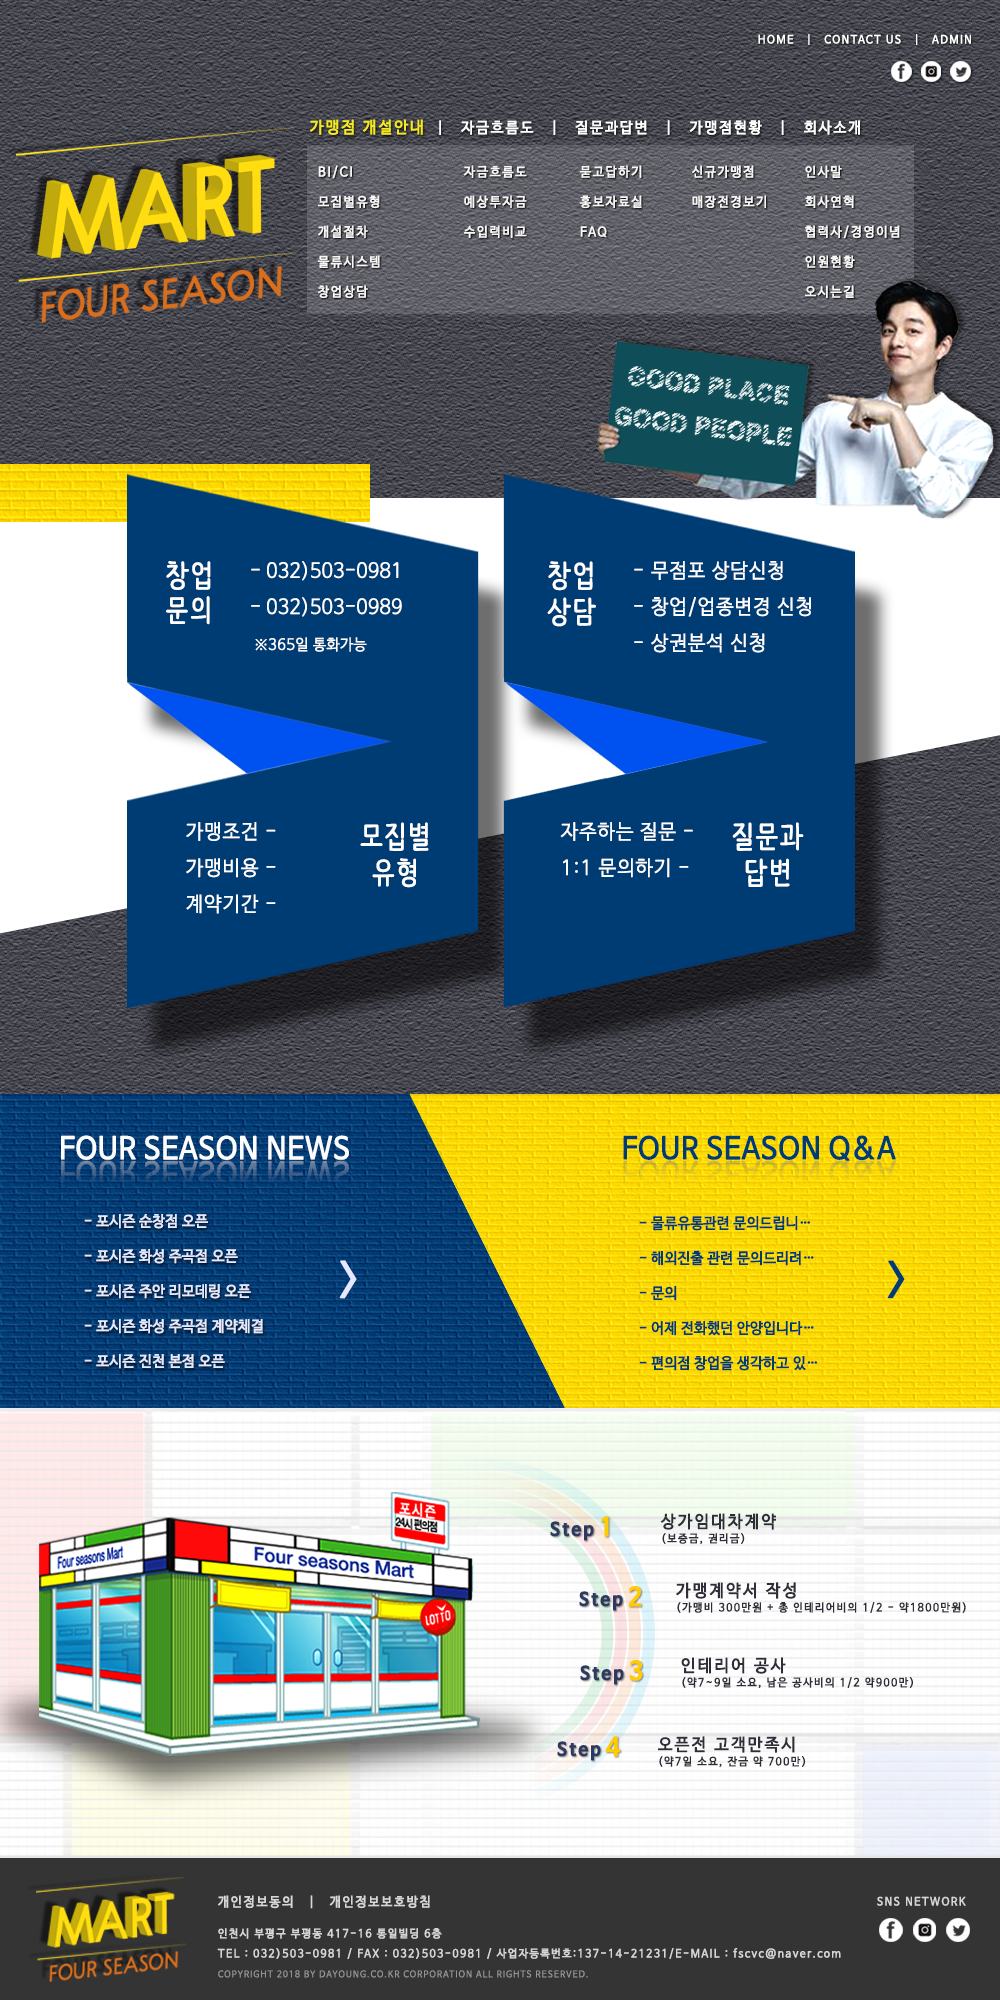 HOME | CONTACT US | ADMIN
가맹점 개설안내 | 자금흐름도 | 질문과답변 | 가맹점현황 | 회사소개
MART
FOUR SEASON
BI/CI
모집별유형
개설절차
물류시스템
창업상담
자금흐름도
예상투자금
수입력비교
묻고답하기
홍보자료실
FAQ
신규가맹점
매장전경보기
인사말
회사연혁
협력사/경영이념
인원현황
오시는길
GOOD PLACE
GOOD PEOPLE
창업
문의
- 032)503-0981
- 032)503-0989
※365일 통화가능
창업
상담
- 무점포 상담신청
- 창업/업종변경 신청
- 상권분석 신청
가맹조건 -
가맹비용 -
계약기간 -
모집별
유형
자주하는 질문 -
1:1 문의하기 -
질문과
답변
FOUR SEASON NEWS
- 포시즌 순창점 오픈
- 포시즌 화성 주곡점 오픈
- 포시즌 주안 리모데링 오픈
- 포시즌 화성 주곡점 계약체결
- 포시즌 진천 본점 오픈
FOUR SEASON Q&A
- 물류유통관련 문의드립니…
- 해외진출 관련 문의드리려…
- 문의
- 어제 전화했던 안양입니다…
- 편의점 창업을 생각하고 있…
포시즌
24시 편의점
Four seasons Mart
Four seasons Mart
LOTTO
Step 1
상가임대차계약
(보증금, 권리금)
Step 2
가맹계약서 작성
(가맹비 300만원 + 총 인테리어비의 1/2 - 약1800만원)
Step 3
인테리어 공사
(약7~9일 소요, 남은 공사비의 1/2 약900만)
Step 4
오픈전 고객만족시
(약7일 소요, 잔금 약 700만)
MART
FOUR SEASON
개인정보동의 | 개인정보보호방침
인천시 부평구 부평동 417-16 통일빌딩 6층
TEL : 032)503-0981 / FAX : 032)503-0981 / 사업자등록번호:137-14-21231/E-MAIL : fscvc@naver.com
COPYRIGHT 2018 BY DAYOUNG.CO.KR CORPORATION ALL RIGHTS RESERVED.
SNS NETWORK